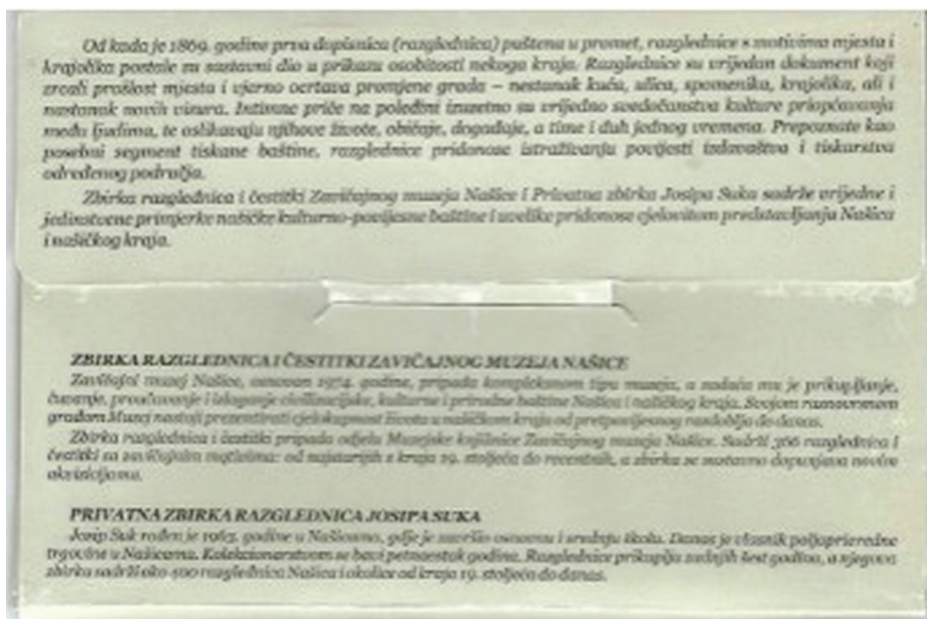 Od kada je 1869. godine prva dopisnica (razglednica) puštena u promet, razglednice s motivima mjesta i
krajolika postale su sastavni dio u prikazu osobitosti nekoga kraja. Razglednice su vrijedan dokument koji
zrcali prošlost mjesta i vjerno ocrtava promjene grada – nestanak kuća, ulica, spomenika, krajolika, ali i
nastanak novih vizura. Intimne priče na poleđini izuzetno su vrijedno svedočanstvo kulture priopćavanja
među ljudima, te oslikavaju njihove živote, običaje, događaje, a time i duh jednog vremena. Prepoznate kao
posebni segment tiskane baštine, razglednice pridonose istraživanju povijesti izdavaštva i tiskarstva
određenog područja.
Zbirka razglednica i čestitki Zavičajnog muzeja Našice i Privatna zbirka Josipa Suka sadrže vrijedne i
jedinstvene primjerke našičke kulturno-povijesne baštine i uvelike pridonose cjelovitom predstavljanju Našica
i našičkog kraja.
ZBIRKA RAZGLEDNICA I ČESTITKI ZAVIČAJNOG MUZEJA NAŠICE
Zavičajni muzej Našice, osnovan 1974. godine, pripada kompleksnom tipu muzeja, a zadaća mu je prikupljanje,
čuvanje, proučavanje i izlaganje civilizacijske, kulturne i prirodne baštine Našica i našičkog kraja. Svojom raznovrsnom
građom Muzej nastoji prezentirati cjelokupnost života u našičkom kraju od pretpovijesnog razdoblja do danas.
Zbirka razglednica i čestitki pripada odjelu Muzejske knjižnice Zavičajnog muzeja Našice. Sadrži 366 razglednica i
čestitki sa zavičajnim motivima: od najstarijih s kraja 19. stoljeća do recentnih, a zbirka se sustavno dopunjava novim
akvizicijama.
PRIVATNA ZBIRKA RAZGLEDNICA JOSIPA SUKA
Josip Suk rođen je 1963. godine u Našicama, gdje je završio osnovnu i srednju školu. Danas je vlasnik poljoprivredne
trgovine u Našicama. Kolekcionarstvom se bavi petnaestak godina. Razglednice prikuplja zadnjih šest godina, a njegova
zbirka sadrži oko 400 razglednica Našica i okolice od kraja 19. stoljeća do danas.